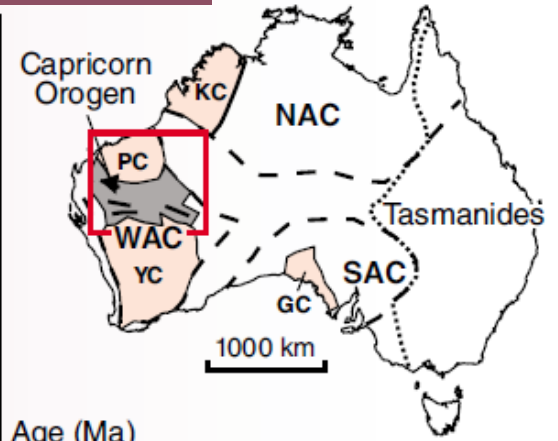 Capricorn
Orogen
KC
NAC
PC
Tasmanides
WAC
YC
SAC
GC
1000 km
Age (Ma)